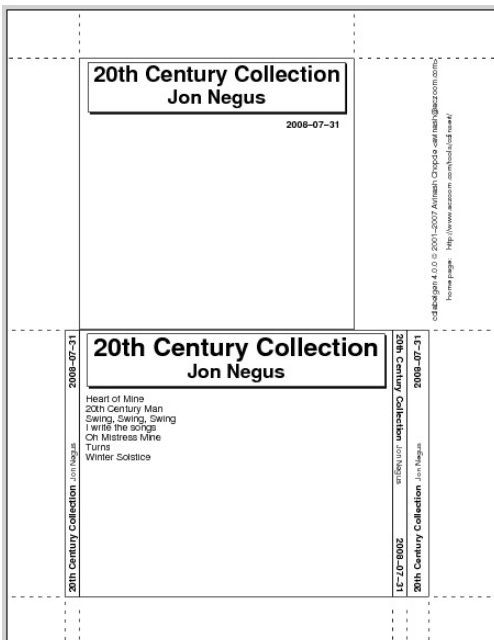 20th Century Collection
Jon Negus
2008-07-31
cdlabelgen 4.0.0 © 2001-2007 Avinash Chopde <avinash@aczoom.com>
home page: http://www.aczoom.com/tools/cdinsert/
20th Century Collection Jon Negus 2008-07-31
20th Century Collection
Jon Negus
Heart of Mine
20th Century Man
Swing, Swing, Swing
I write the songs
Oh Mistress Mine
Turns
Winter Solstice
20th Century Collection Jon Negus 2008-07-31
20th Century Collection Jon Negus 2008-07-31